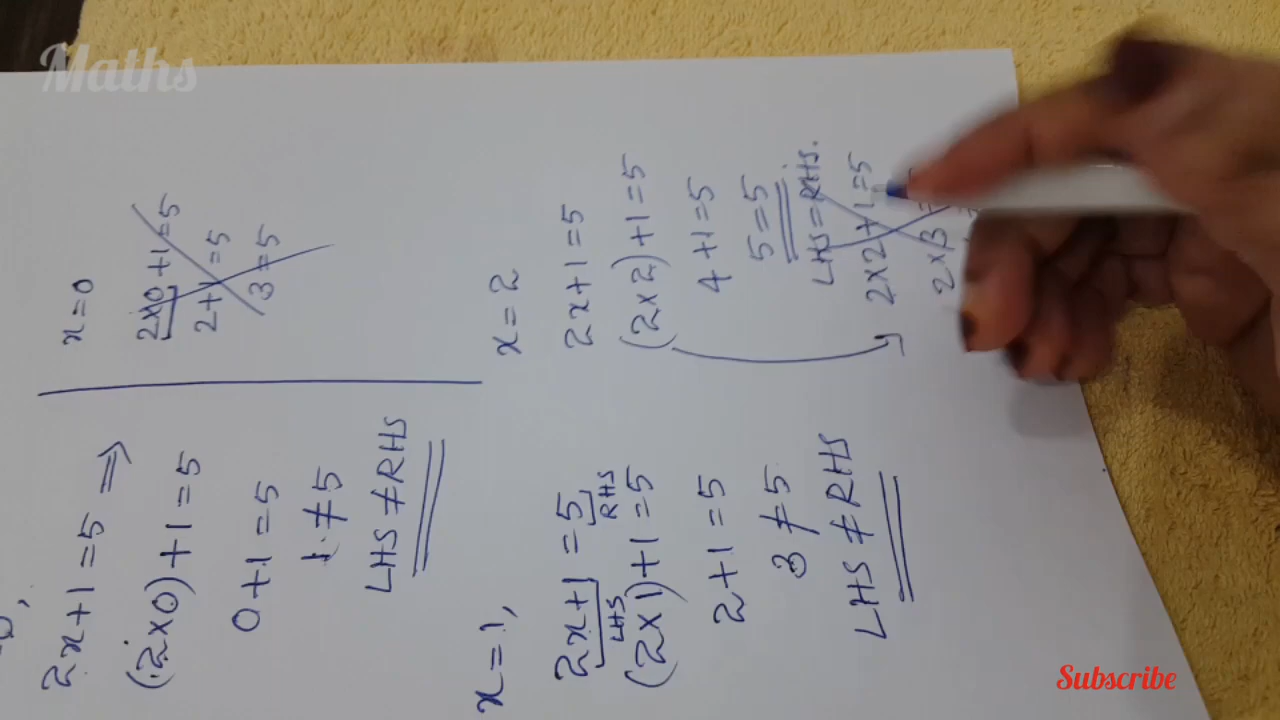 Maths
2x+1=5 ⇒
(2×0)+1=5
0+1=5
1≠5
LHS≠RHS
x=0
2×0+1=5
2+1=5
3=5
x=1,
2x+1=5
LHS RHS
(2×1)+1=5
2+1=5
3≠5
LHS≠RHS
x=2
2x+1=5
(2×2)+1=5
4+1=5
5=5
LHS=RHS.
2×2+1=5
2×3
Subscribe